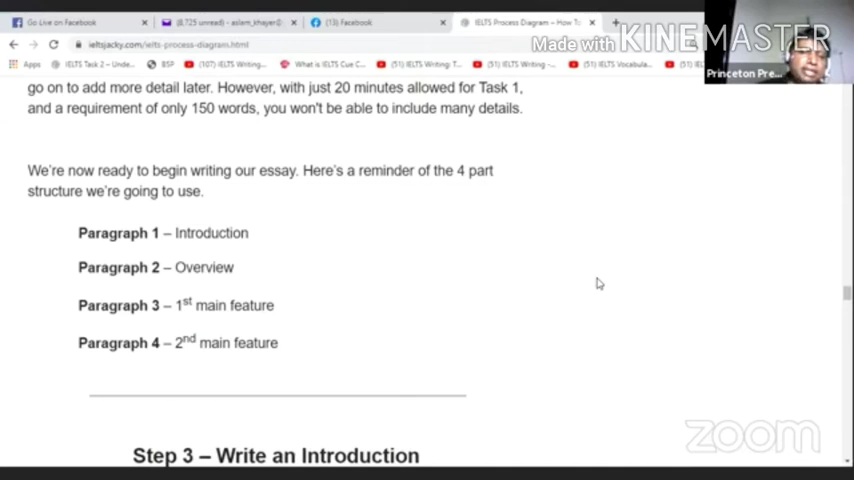 Go Live on Facebook
(8,725 unread) - aslam_khayer@
(13) Facebook
IELTS Process Diagram – How To
ieltsjacky.com/ielts-process-diagram.html
Made with KINEMASTER
Apps
IELTS Task 2 – Unde...
BSP
(107) IELTS Writing...
What is IELTS Cue C...
(51) IELTS Writing: T...
(51) IELTS Writing -...
(51) IELTS Vocabula...
(51) IEL
Princeton Pre...
go on to add more detail later. However, with just 20 minutes allowed for Task 1,
and a requirement of only 150 words, you won't be able to include many details.
We're now ready to begin writing our essay. Here's a reminder of the 4 part
structure we're going to use.
Paragraph 1 – Introduction
Paragraph 2 – Overview
Paragraph 3 – 1st main feature
Paragraph 4 – 2nd main feature
Step 3 – Write an Introduction
zoom